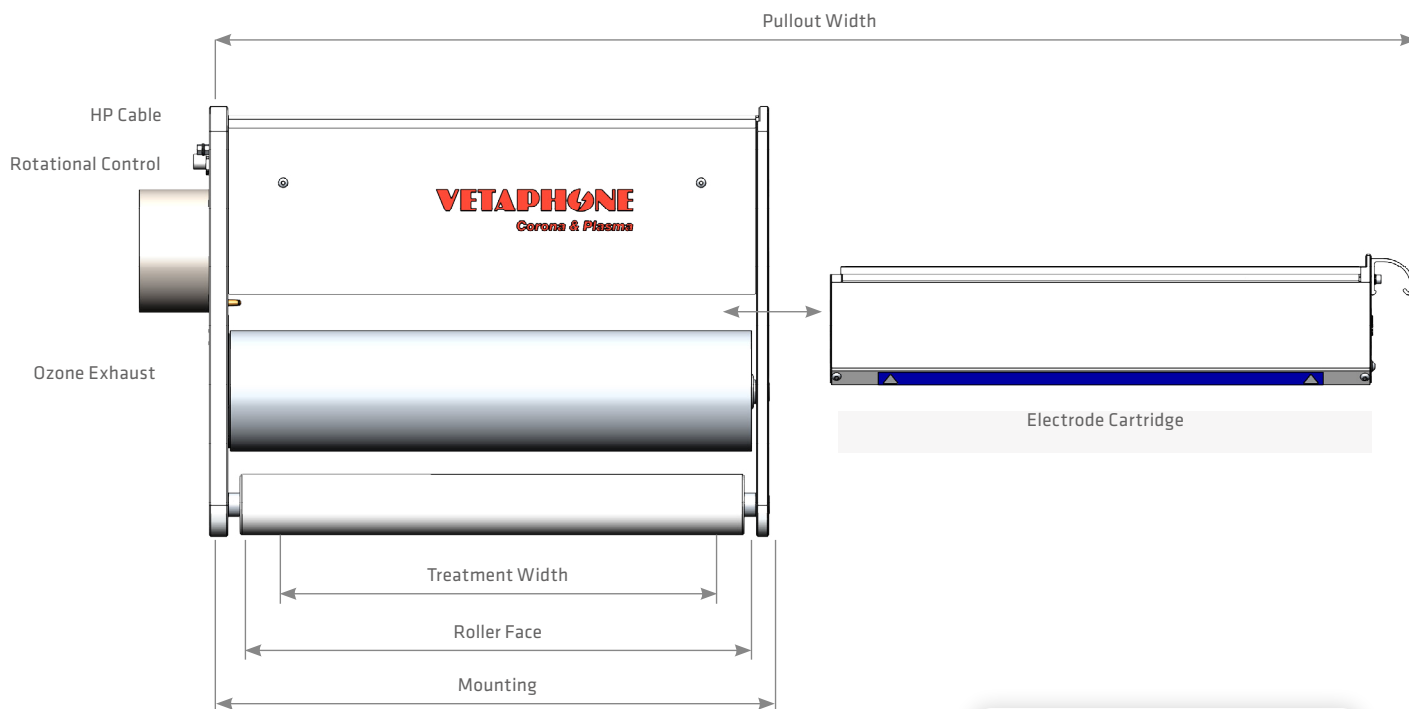 Pullout Width
HP Cable
Rotational Control
VETAPHONE
Corona & Plasma
Ozone Exhaust
Electrode Cartridge
Treatment Width
Roller Face
Mounting